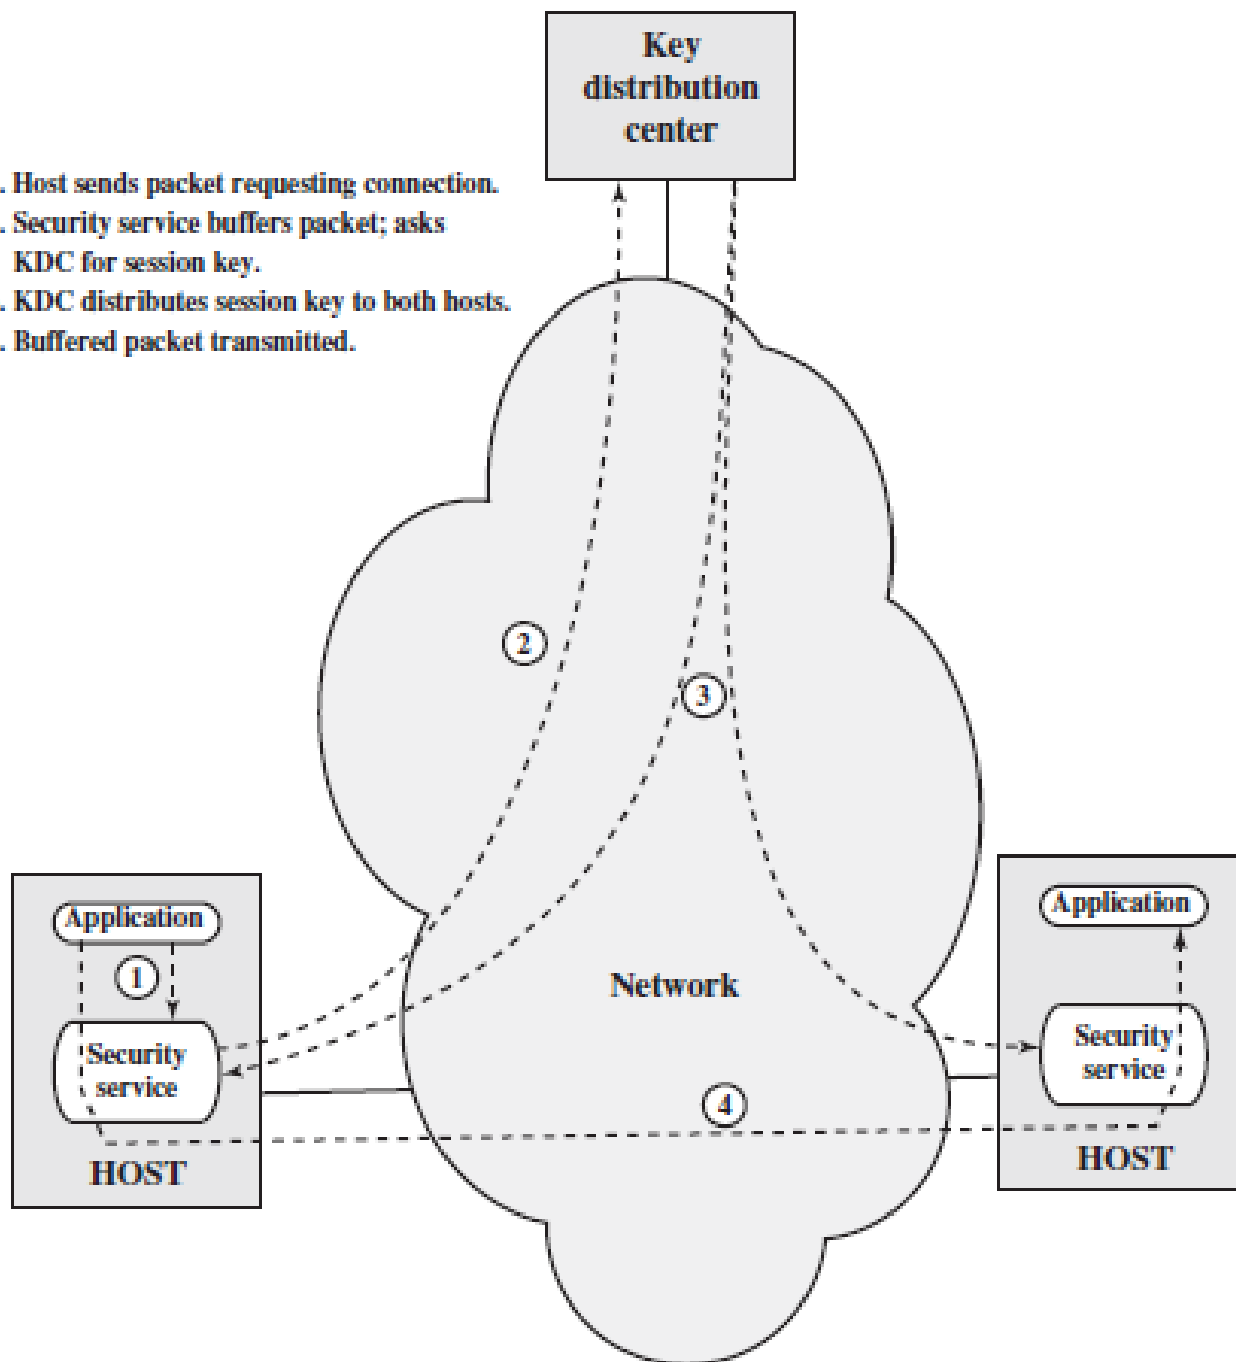 Key
distribution
center
. Host sends packet requesting connection.
. Security service buffers packet; asks
KDC for session key.
. KDC distributes session key to both hosts.
. Buffered packet transmitted.
2
3
Application
1
Security
service
HOST
Network
4
Application
Security
service
HOST